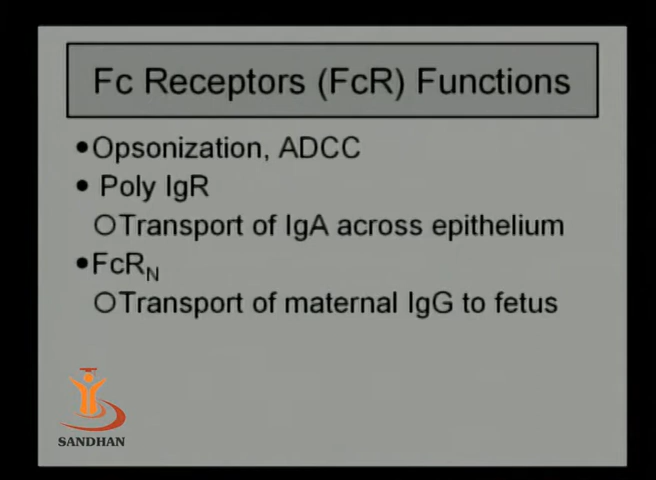 Fc Receptors (FcR) Functions
●Opsonization, ADCC
● Poly IgR
○Transport of IgA across epithelium
●FcRN
○Transport of maternal IgG to fetus
SANDHAN